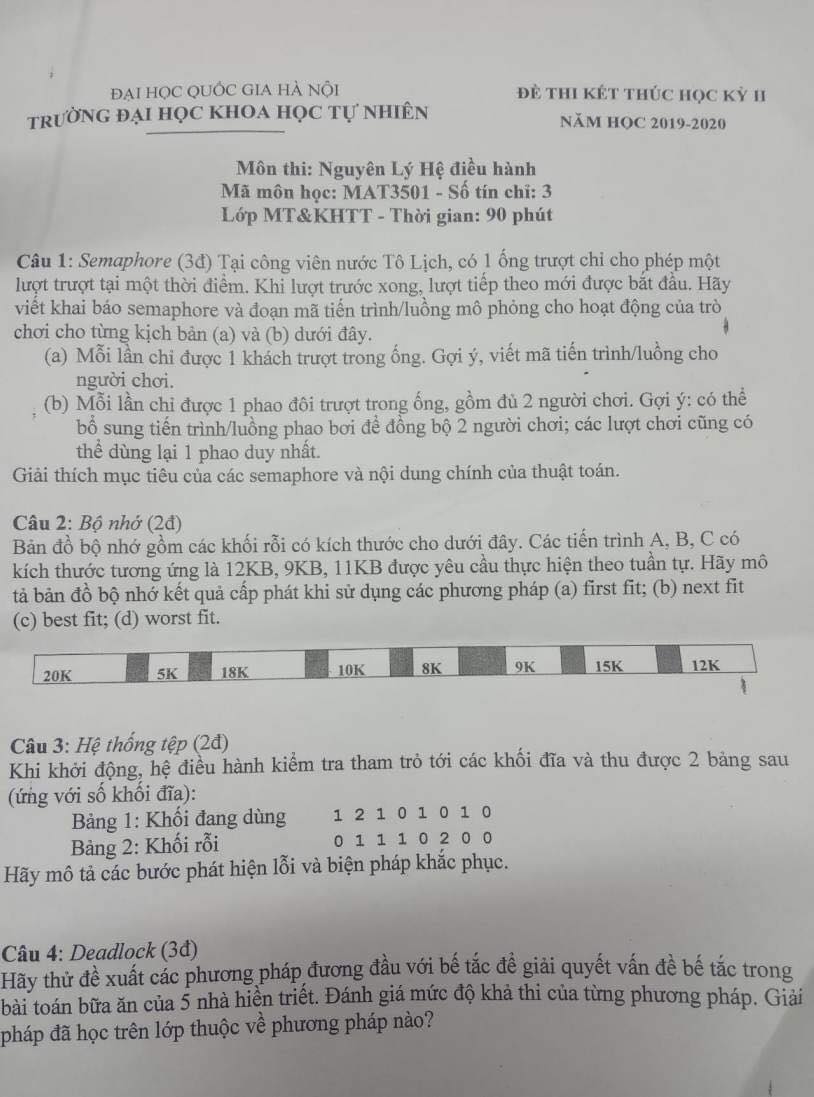 ĐẠI HỌC QUỐC GIA HÀ NỘI
TRƯỜNG ĐẠI HỌC KHOA HỌC TỰ NHIÊN
ĐỀ THI KẾT THÚC HỌC KỲ II
NĂM HỌC 2019-2020
Môn thi: Nguyên Lý Hệ điều hành
Mã môn học: MAT3501 - Số tín chỉ: 3
Lớp MT&KHTT - Thời gian: 90 phút
Câu 1: Semaphore (3đ) Tại công viên nước Tô Lịch, có 1 ống trượt chỉ cho phép một
lượt trượt tại một thời điểm. Khi lượt trước xong, lượt tiếp theo mới được bắt đầu. Hãy
viết khai báo semaphore và đoạn mã tiến trình/luồng mô phỏng cho hoạt động của trò
chơi cho từng kịch bản (a) và (b) dưới đây.
(a) Mỗi lần chỉ được 1 khách trượt trong ống. Gợi ý, viết mã tiến trình/luồng cho
người chơi.
(b) Mỗi lần chỉ được 1 phao đôi trượt trong ống, gồm đủ 2 người chơi. Gợi ý: có thể
bổ sung tiến trình/luồng phao bơi để đồng bộ 2 người chơi; các lượt chơi cũng có
thể dùng lại 1 phao duy nhất.
Giải thích mục tiêu của các semaphore và nội dung chính của thuật toán.
Câu 2: Bộ nhớ (2đ)
Bản đồ bộ nhớ gồm các khối rỗi có kích thước cho dưới đây. Các tiến trình A, B, C có
kích thước tương ứng là 12KB, 9KB, 11KB được yêu cầu thực hiện theo tuần tự. Hãy mô
tả bản đồ bộ nhớ kết quả cấp phát khi sử dụng các phương pháp (a) first fit; (b) next fit
(c) best fit; (d) worst fit.
20K 5K 18K 10K 8K 9K 15K 12K
Câu 3: Hệ thống tệp (2đ)
Khi khởi động, hệ điều hành kiểm tra tham trỏ tới các khối đĩa và thu được 2 bảng sau
(ứng với số khối đĩa):
Bảng 1: Khối đang dùng 1 2 1 0 1 0 1 0
Bảng 2: Khối rỗi 0 1 1 1 0 2 0 0
Hãy mô tả các bước phát hiện lỗi và biện pháp khắc phục.
Câu 4: Deadlock (3đ)
Hãy thử đề xuất các phương pháp đương đầu với bế tắc để giải quyết vấn đề bế tắc trong
bài toán bữa ăn của 5 nhà hiền triết. Đánh giá mức độ khả thi của từng phương pháp. Giải
pháp đã học trên lớp thuộc về phương pháp nào?